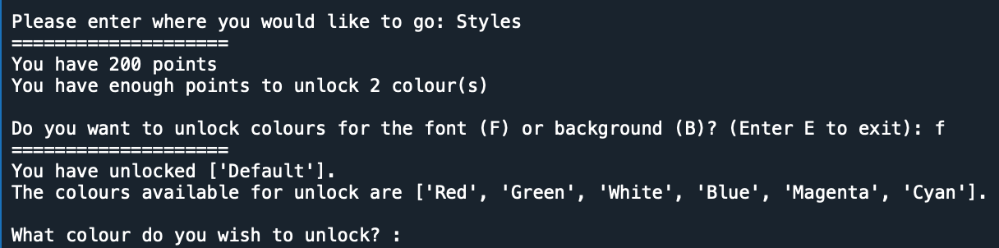 Please enter where you would like to go: Styles
====================
You have 200 points
You have enough points to unlock 2 colour(s)
Do you want to unlock colours for the font (F) or background (B)? (Enter E to exit): f
====================
You have unlocked ['Default'].
The colours available for unlock are ['Red', 'Green', 'White', 'Blue', 'Magenta', 'Cyan'].
What colour do you wish to unlock? :